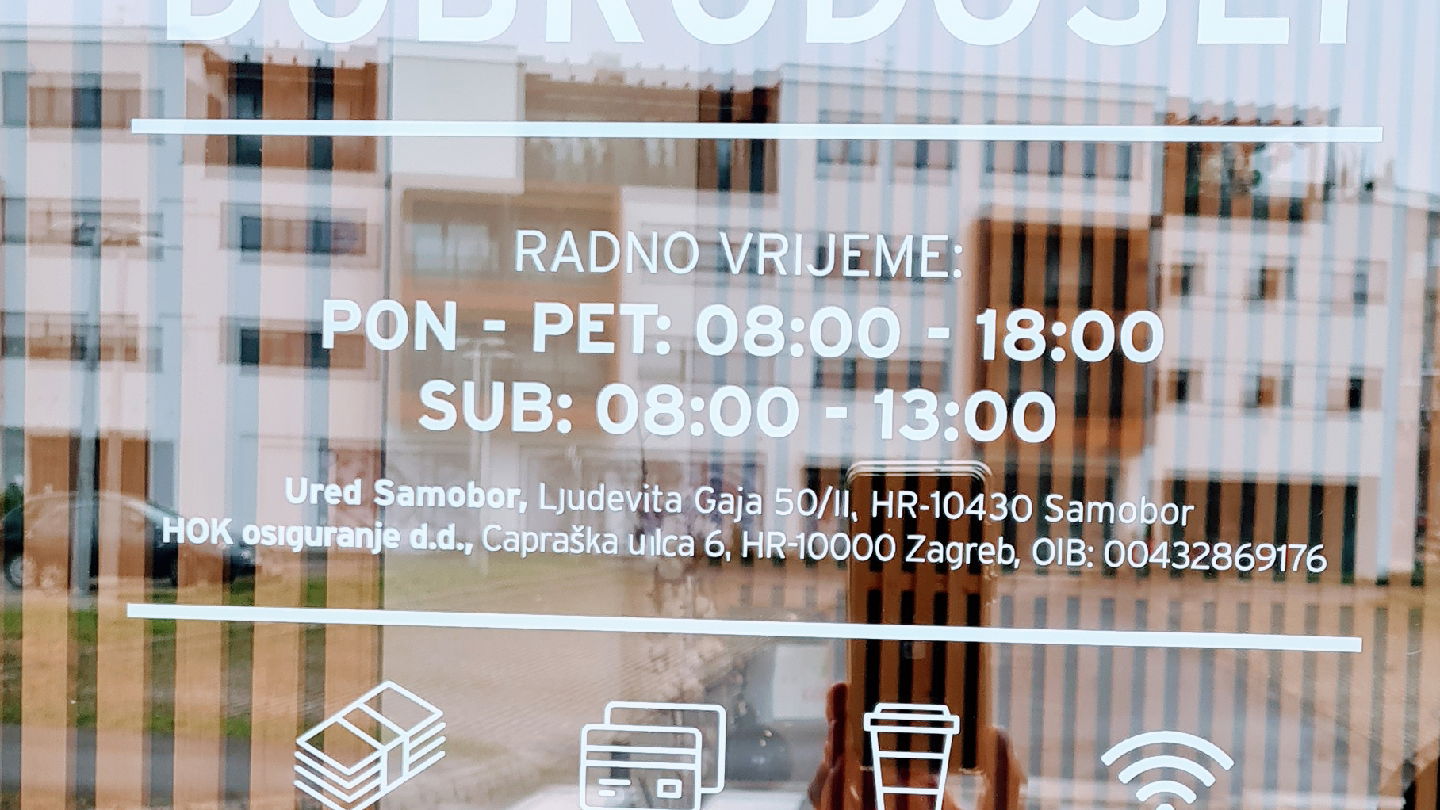 DOBRODOŠLI
RADNO VRIJEME:
PON - PET: 08:00 - 18:00
SUB: 08:00 - 13:00
Ured Samobor, Ljudevita Gaja 50/II, HR-10430 Samobor
HOK osiguranje d.d., Capraška ulica 6, HR-10000 Zagreb, OIB: 00432869176